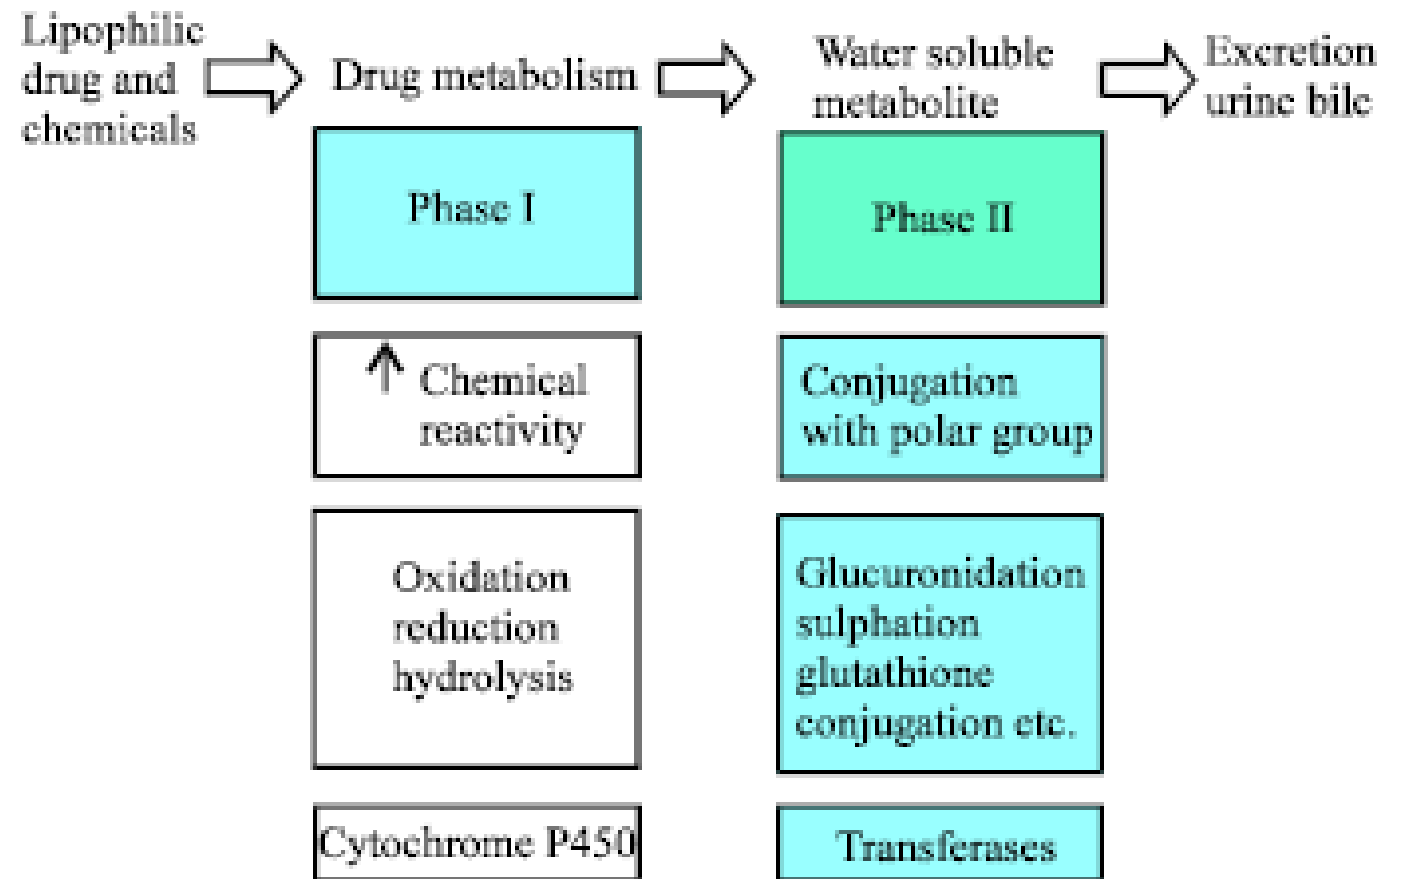 Lipophilic
drug and
chemicals
Drug metabolism
Water soluble
metabolite
Excretion
urine bile
Phase I
Phase II
Chemical
reactivity
Conjugation
with polar group
Oxidation
reduction
hydrolysis
Glucuronidation
sulphation
glutathione
conjugation etc.
Cytochrome P450
Transferases